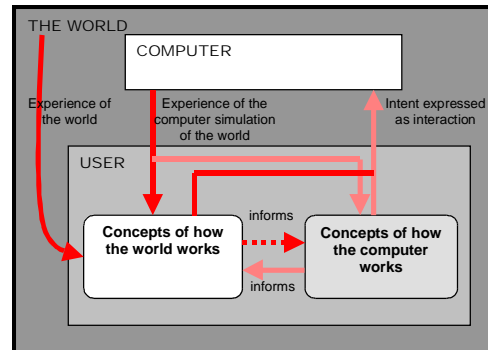 THE WORLD
COMPUTER
Experience of
the world
Experience of the
computer simulation
of the world
Intent expressed
as interaction
USER
informs
Concepts of how
the world works
Concepts of how
the computer
works
informs